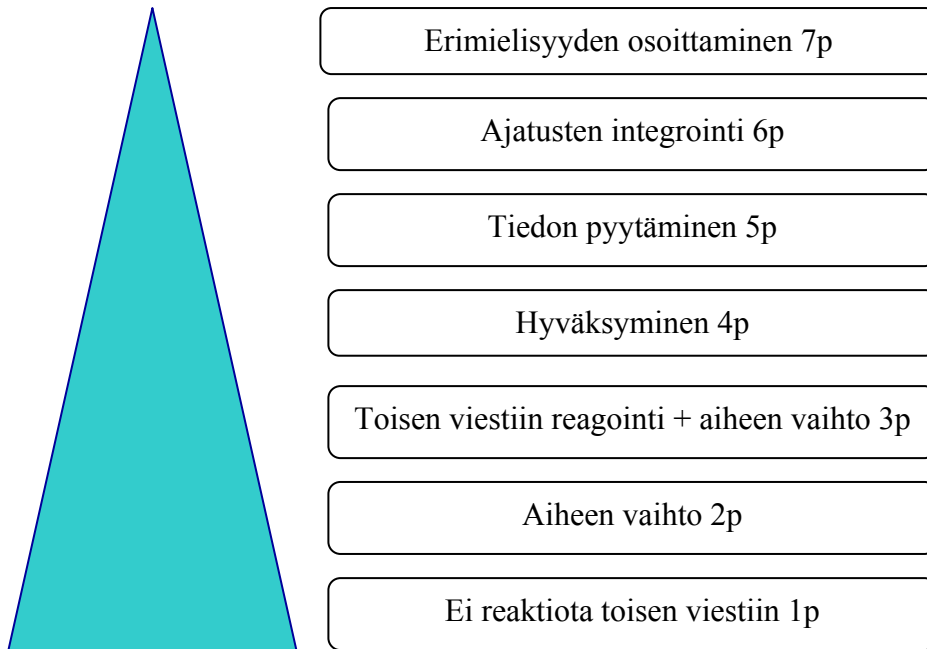 Erimielisyyden osoittaminen 7p
Ajatusten integrointi 6p
Tiedon pyytäminen 5p
Hyväksyminen 4p
Toisen viestiin reagointi + aiheen vaihto 3p
Aiheen vaihto 2p
Ei reaktiota toisen viestiin 1p